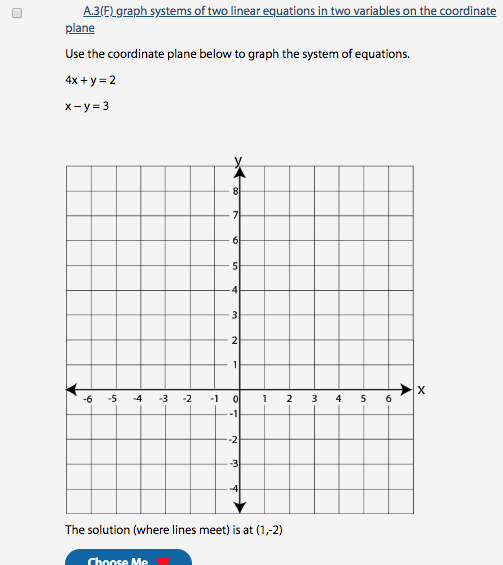 A.3(F) graph systems of two linear equations in two variables on the coordinate
plane
Use the coordinate plane below to graph the system of equations.
4x + y = 2
x – y = 3
y
8
7
6
5
4
3
2
1
-6 -5 -4 -3 -2 -1 0 1 2 3 4 5 6 x
-1
-2
-3
-4
The solution (where lines meet) is at (1,-2)
Choose Me